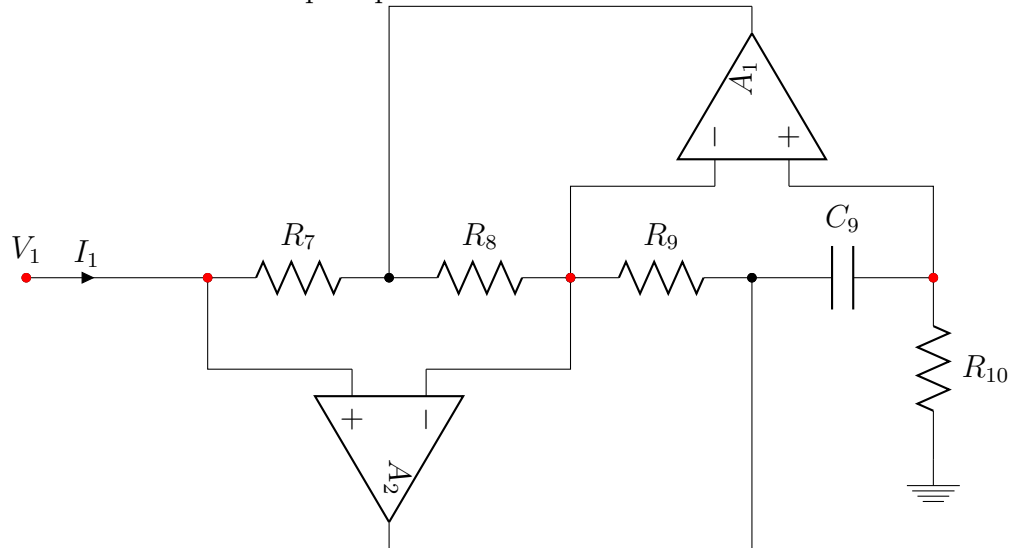 A₁
− +
C₉
V₁ I₁ R₇ R₈ R₉
R₁₀
+ −
A₂